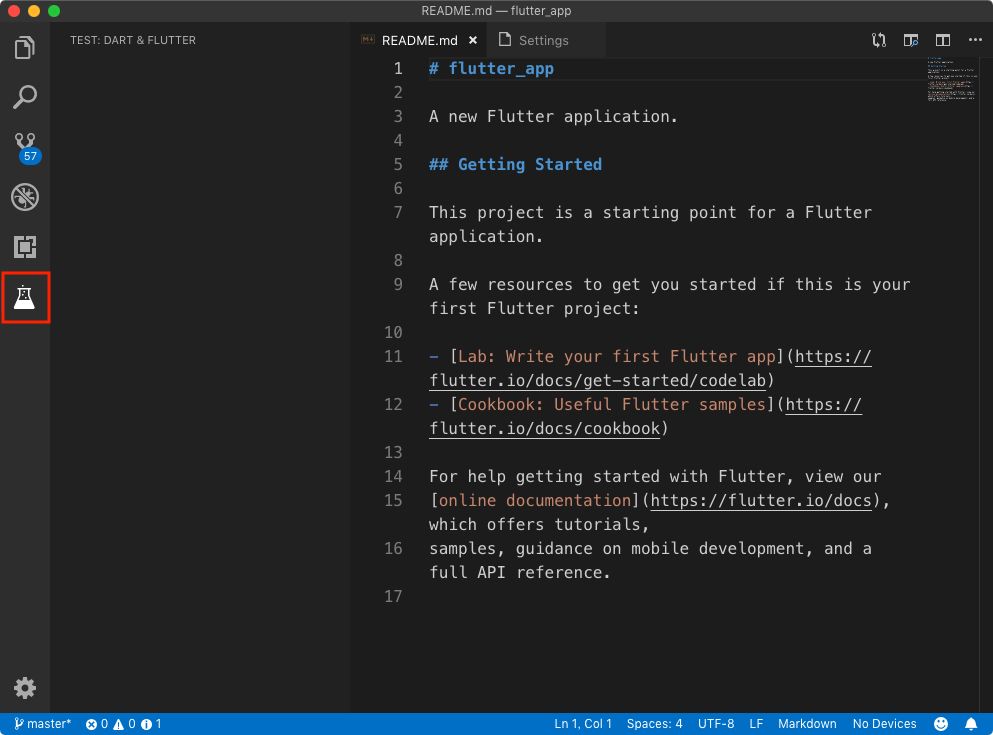 README.md — flutter_app
TEST: DART & FLUTTER
README.md
Settings
57
1 # flutter_app
2
3 A new Flutter application.
4
5 ## Getting Started
6
7 This project is a starting point for a Flutter
application.
8
9 A few resources to get you started if this is your
first Flutter project:
10
11 - [Lab: Write your first Flutter app](https://
flutter.io/docs/get-started/codelab)
12 - [Cookbook: Useful Flutter samples](https://
flutter.io/docs/cookbook)
13
14 For help getting started with Flutter, view our
15 [online documentation](https://flutter.io/docs),
which offers tutorials,
16 samples, guidance on mobile development, and a
full API reference.
17
master* 0 0 1 Ln 1, Col 1 Spaces: 4 UTF-8 LF Markdown No Devices